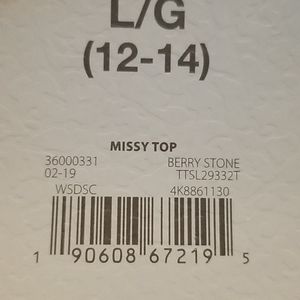 L/G
(12-14)
MISSY TOP
36000331 BERRY STONE
02-19 TTSL29332T
WSDSC 4K8861130
1 90608 67219 5